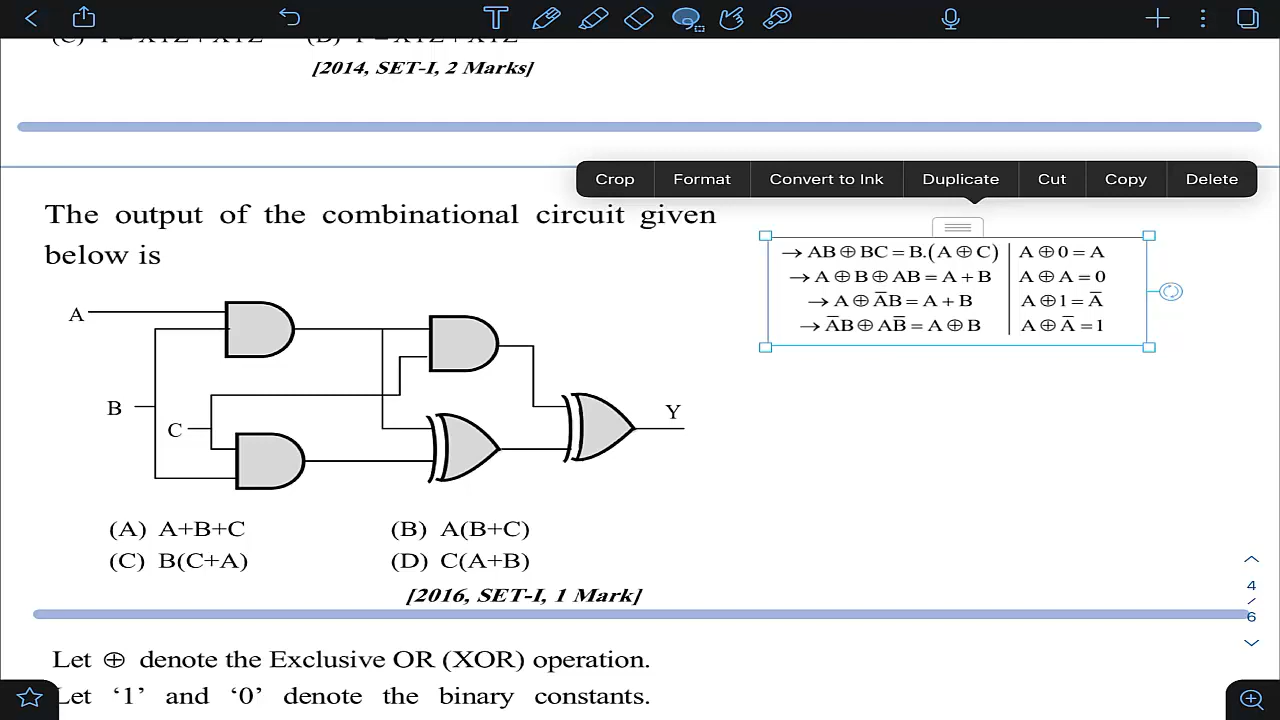 [2014, SET-I, 2 Marks]
Crop Format Convert to Ink Duplicate Cut Copy Delete
The output of the combinational circuit given
below is
→ AB ⊕ BC = B.(A ⊕ C) A ⊕ 0 = A
→ A ⊕ B ⊕ AB = A + B A ⊕ A = 0
→ A ⊕ A̅B = A + B A ⊕ 1 = A̅
→ A̅B ⊕ AB̅ = A ⊕ B A ⊕ A̅ = 1
A
B
C
Y
(A) A+B+C (B) A(B+C)
(C) B(C+A) (D) C(A+B)
[2016, SET-I, 1 Mark]
4
/
6
Let ⊕ denote the Exclusive OR (XOR) operation.
Let ‘1’ and ‘0’ denote the binary constants.